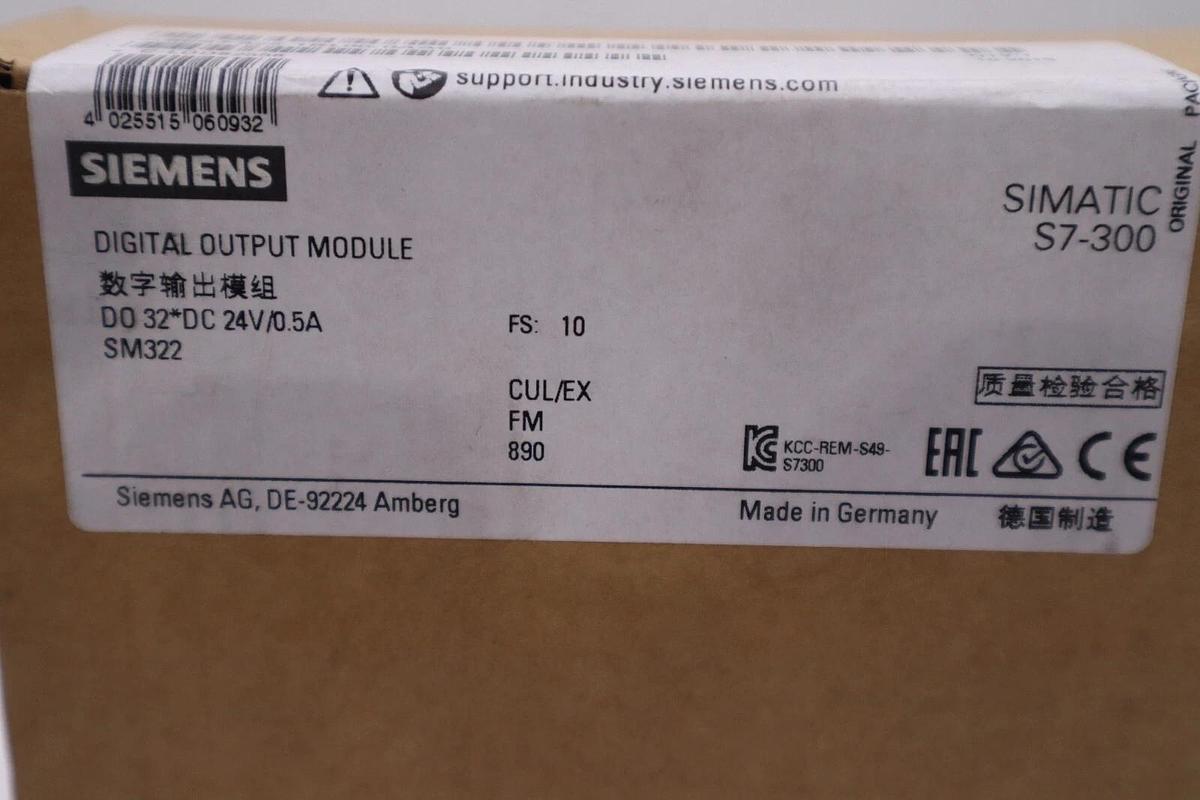 support.industry.siemens.com
4 025515 060932
SIEMENS
ORIGINAL
SIMATIC
S7-300
DIGITAL OUTPUT MODULE
数字输出模组
DO 32*DC 24V/0.5A
SM322
FS: 10
CUL/EX
FM
890
质量检验合格
KCC-REM-S49-
S7300
EAC
CE
Siemens AG, DE-92224 Amberg
Made in Germany
德国制造